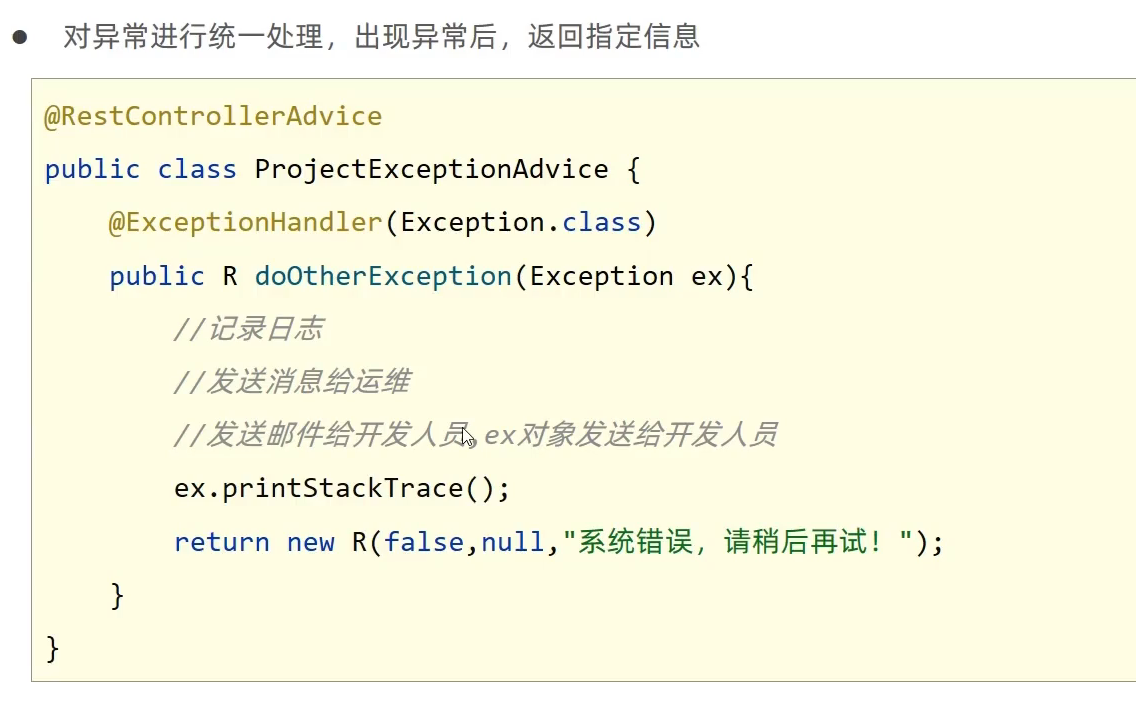 ● 对异常进行统一处理，出现异常后，返回指定信息
@RestControllerAdvice
public class ProjectExceptionAdvice {
    @ExceptionHandler(Exception.class)
    public R doOtherException(Exception ex){
        //记录日志
        //发送消息给运维
        //发送邮件给开发人员,ex对象发送给开发人员
        ex.printStackTrace();
        return new R(false,null,"系统错误，请稍后再试！");
    }
}